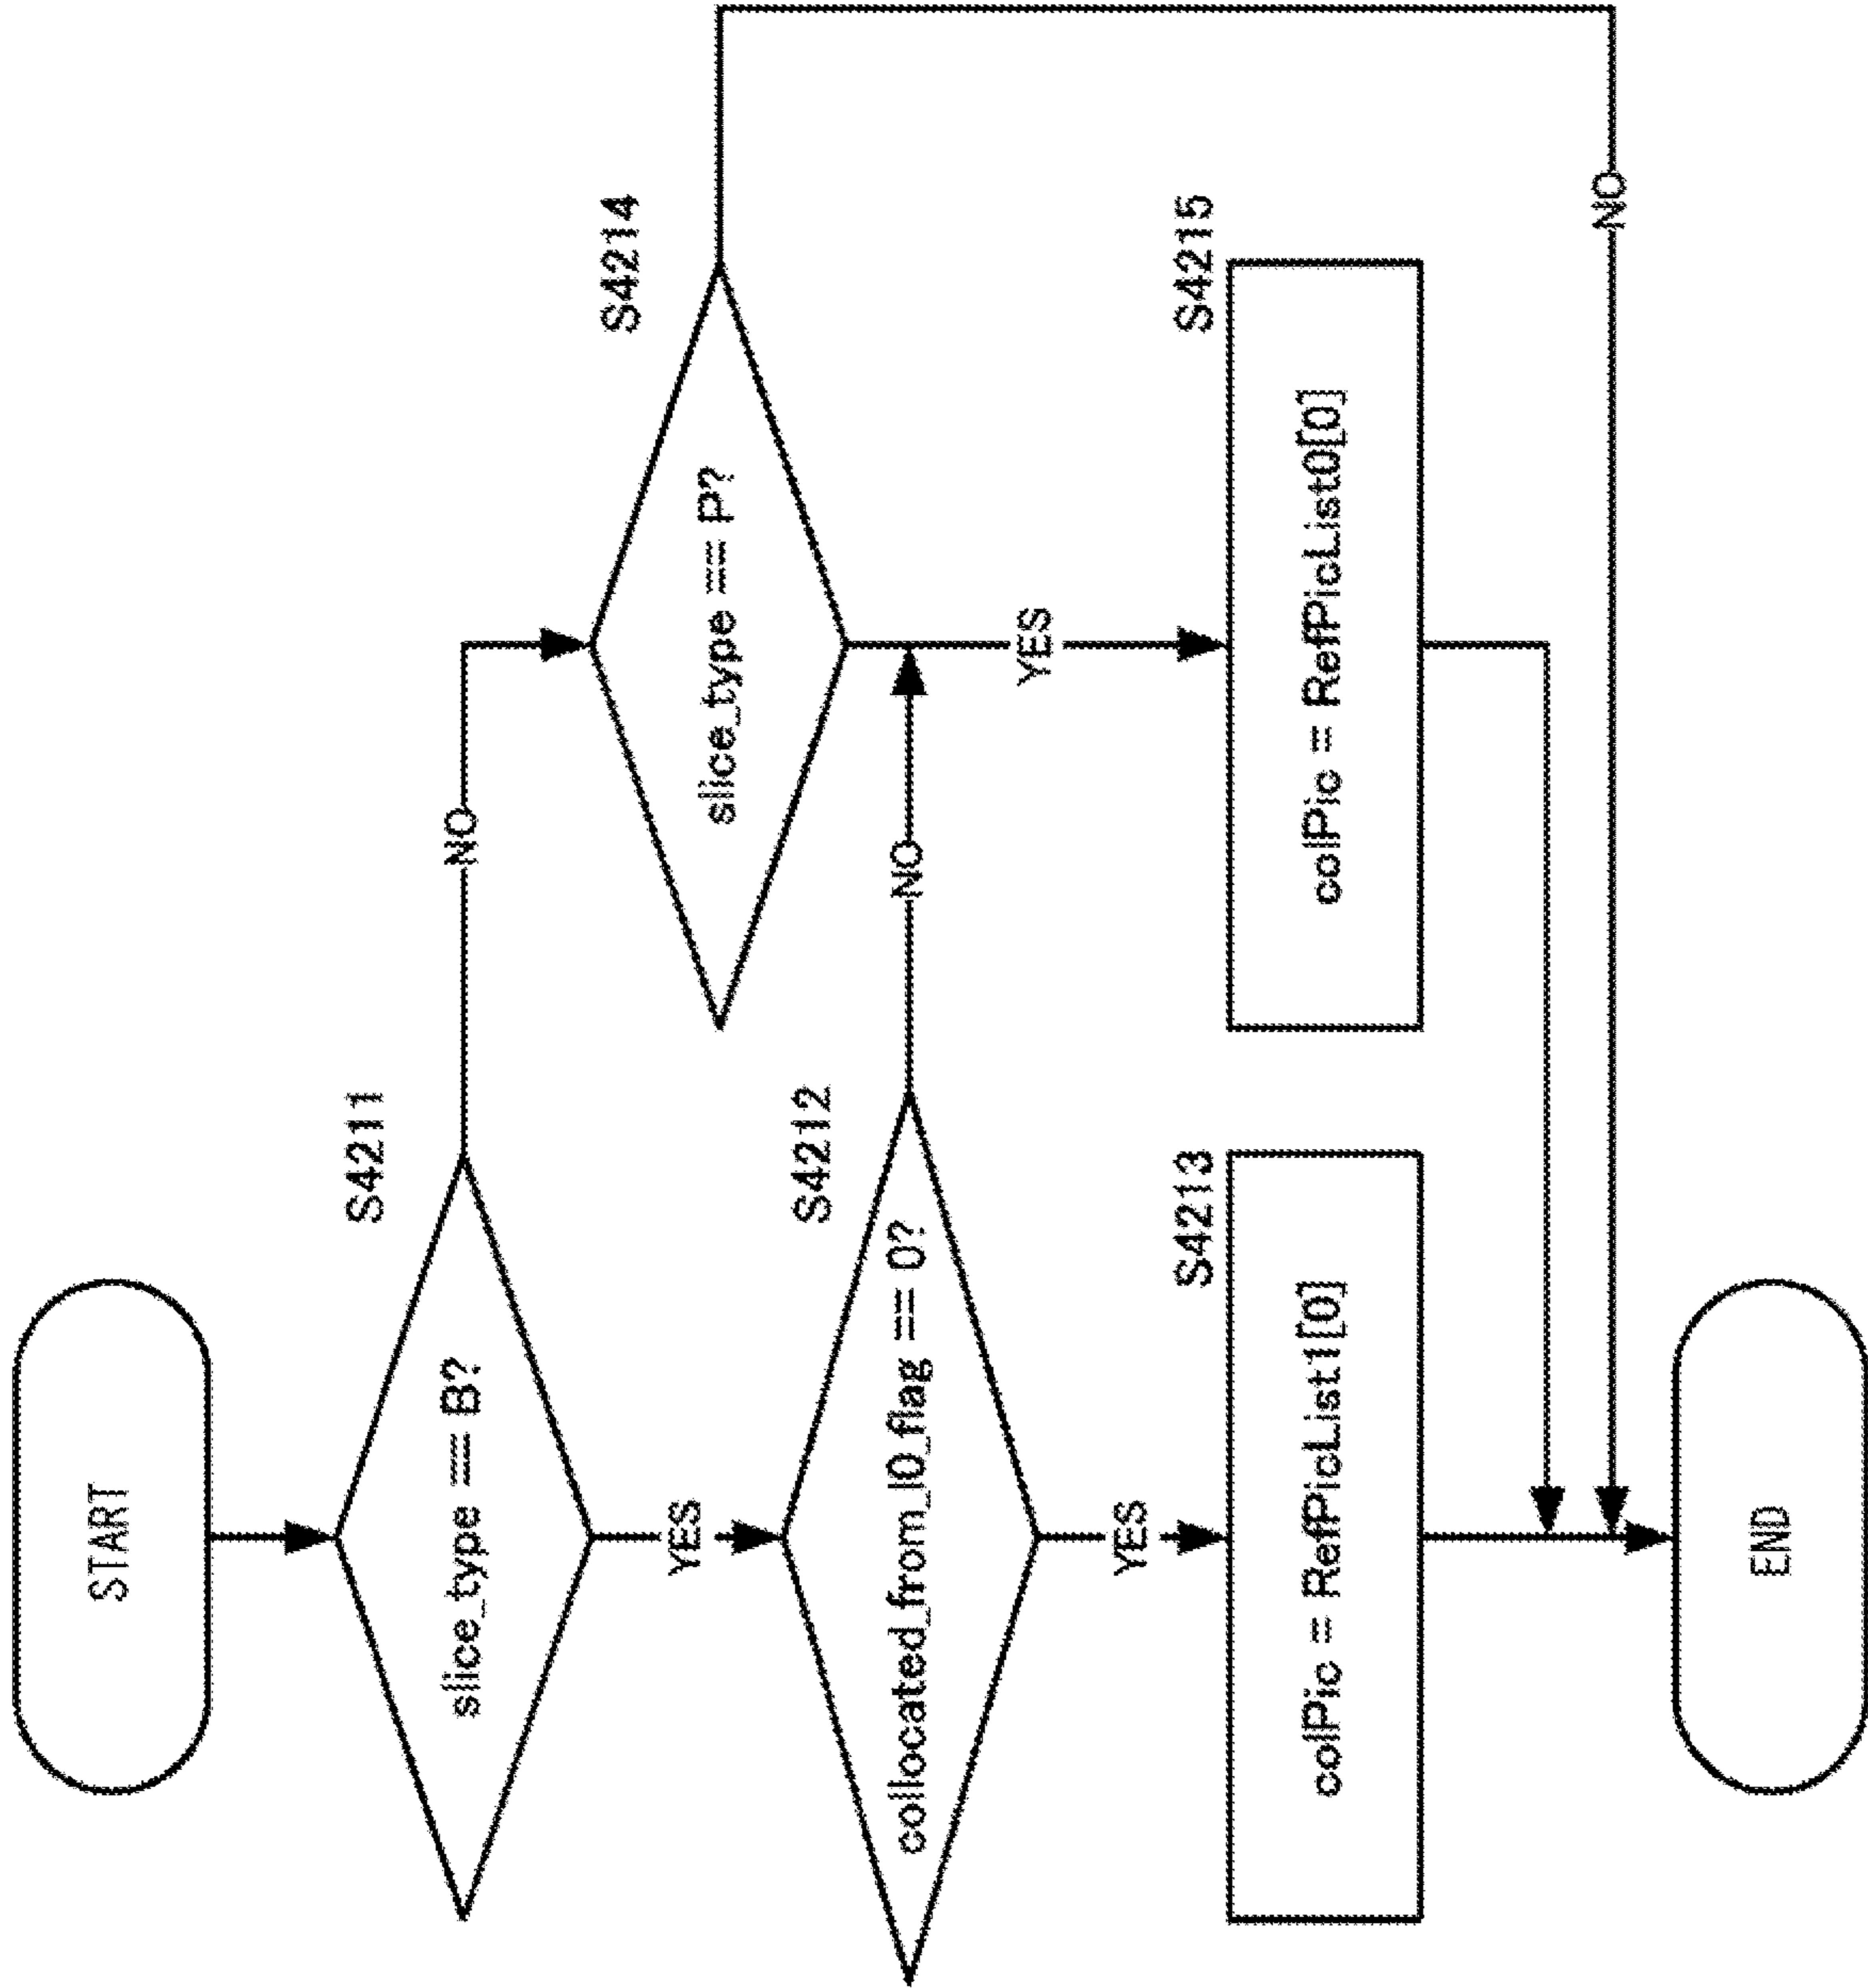 START
S4211
slice_type == B?
NO
YES
S4214
slice_type == P?
S4212
collocated_from_l0_flag == 0?
NO
YES
YES
S4213
colPic = RefPicList1[0]
S4215
colPic = RefPicList0[0]
NO
END